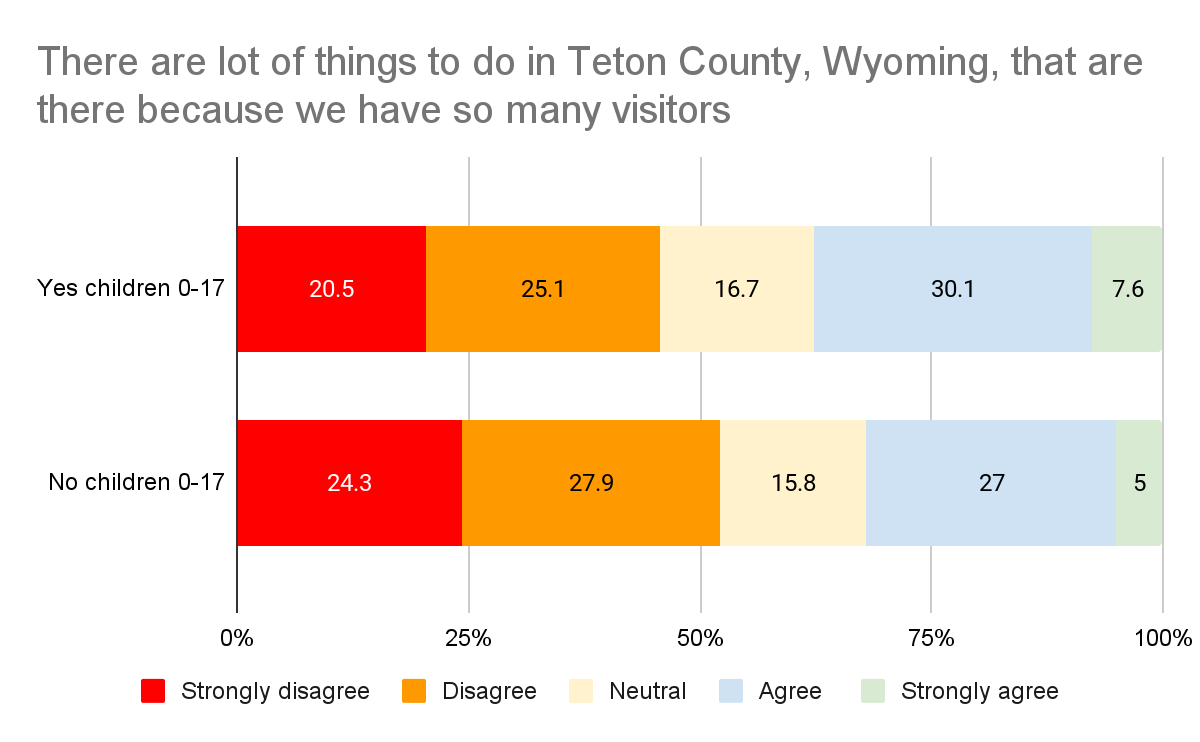 There are lot of things to do in Teton County, Wyoming, that are
there because we have so many visitors
Yes children 0-17
20.5
25.1
16.7
30.1
7.6
No children 0-17
24.3
27.9
15.8
27
5
0%
25%
50%
75%
100%
Strongly disagree
Disagree
Neutral
Agree
Strongly agree